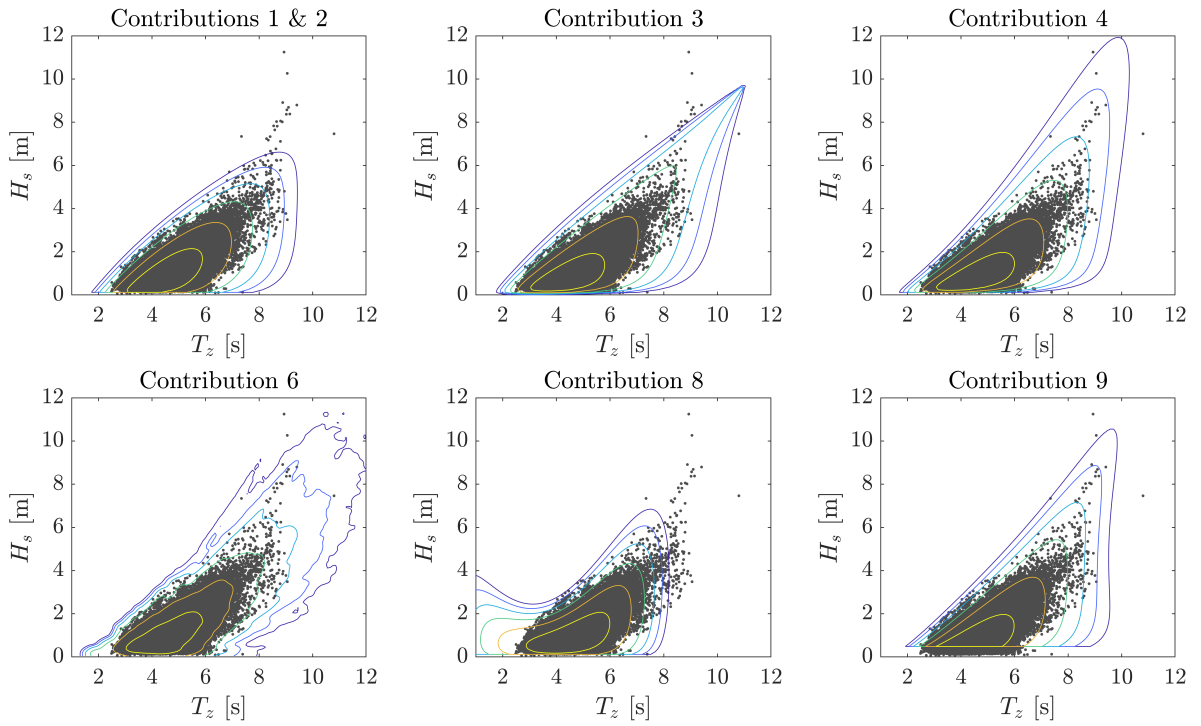 Contributions 1 & 2
12
10
8
6
4
2
0
H_s [m]
2 4 6 8 10 12
T_z [s]
Contribution 3
12
10
8
6
4
2
0
H_s [m]
2 4 6 8 10 12
T_z [s]
Contribution 4
12
10
8
6
4
2
0
H_s [m]
2 4 6 8 10 12
T_z [s]
Contribution 6
12
10
8
6
4
2
0
H_s [m]
2 4 6 8 10 12
T_z [s]
Contribution 8
12
10
8
6
4
2
0
H_s [m]
2 4 6 8 10 12
T_z [s]
Contribution 9
12
10
8
6
4
2
0
H_s [m]
2 4 6 8 10 12
T_z [s]